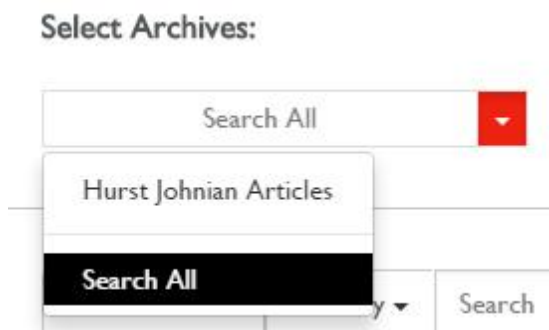 Select Archives:
Search All
Hurst Johnian Articles
Search All
Search